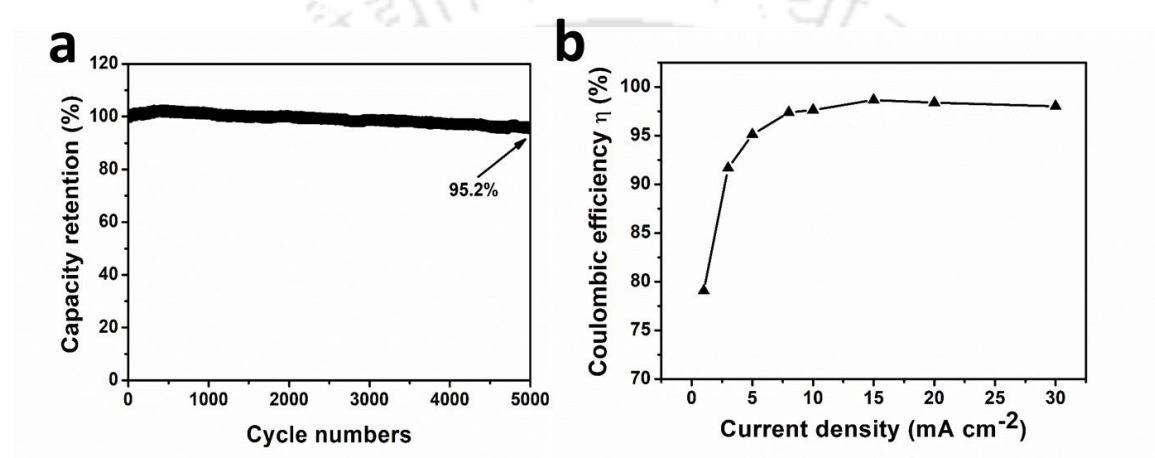 a
120
100
80
60
40
20
0
0 1000 2000 3000 4000 5000
Capacity retention (%)
Cycle numbers
95.2%
b
100
95
90
85
80
75
70
0 5 10 15 20 25 30
Coulombic efficiency η (%)
Current density (mA cm⁻²)